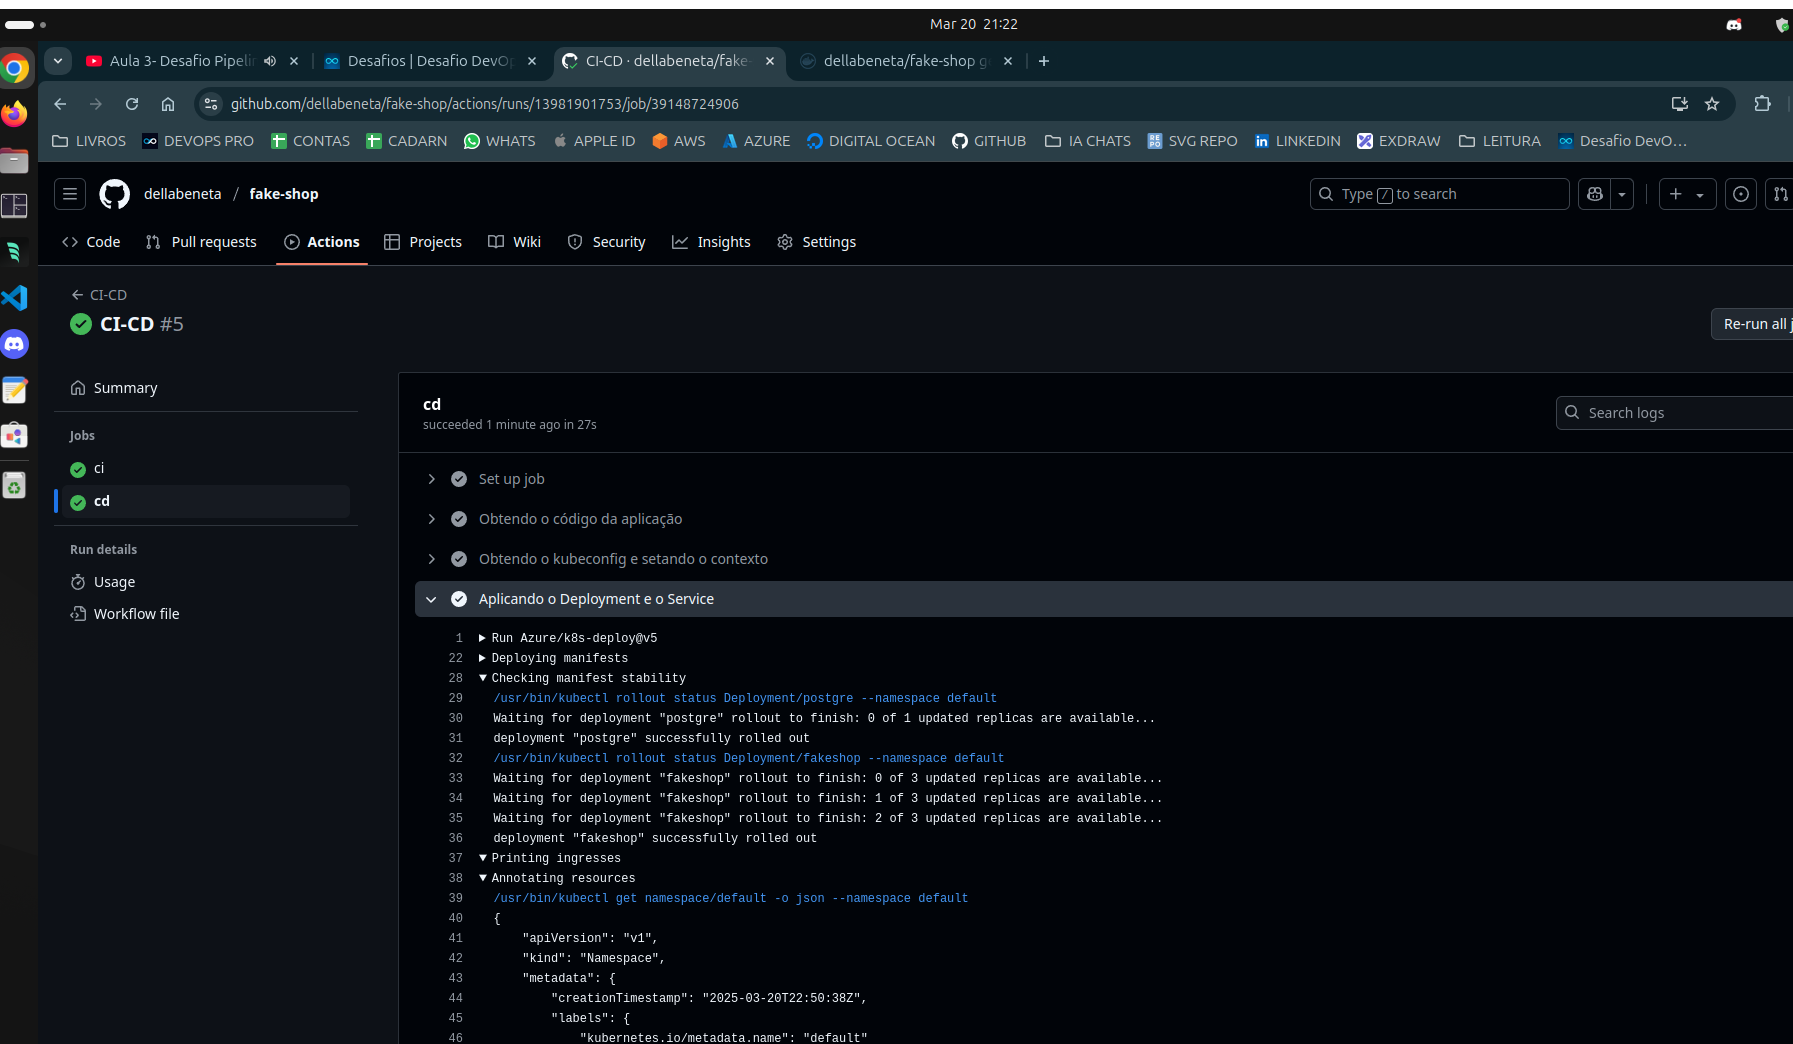 Mar 20 21:22
Aula 3- Desafio Pipeli
Desafios | Desafio DevOp
CI-CD · dellabeneta/fake-
dellabeneta/fake-shop g
github.com/dellabeneta/fake-shop/actions/runs/13981901753/job/39148724906
LIVROS DEVOPS PRO CONTAS CADARN WHATS APPLE ID AWS AZURE DIGITAL OCEAN GITHUB IA CHATS SVG REPO LINKEDIN EXDRAW LEITURA Desafio DevO...
dellabeneta / fake-shop
Type / to search
Code Pull requests Actions Projects Wiki Security Insights Settings
CI-CD
CI-CD #5
Re-run all j
Summary
Jobs
ci
cd
Run details
Usage
Workflow file
cd
succeeded 1 minute ago in 27s
Search logs
Set up job
Obtendo o código da aplicação
Obtendo o kubeconfig e setando o contexto
Aplicando o Deployment e o Service
1 Run Azure/k8s-deploy@v5
22 Deploying manifests
28 Checking manifest stability
29 /usr/bin/kubectl rollout status Deployment/postgre --namespace default
30 Waiting for deployment "postgre" rollout to finish: 0 of 1 updated replicas are available...
31 deployment "postgre" successfully rolled out
32 /usr/bin/kubectl rollout status Deployment/fakeshop --namespace default
33 Waiting for deployment "fakeshop" rollout to finish: 0 of 3 updated replicas are available...
34 Waiting for deployment "fakeshop" rollout to finish: 1 of 3 updated replicas are available...
35 Waiting for deployment "fakeshop" rollout to finish: 2 of 3 updated replicas are available...
36 deployment "fakeshop" successfully rolled out
37 Printing ingresses
38 Annotating resources
39 /usr/bin/kubectl get namespace/default -o json --namespace default
40 {
41 "apiVersion": "v1",
42 "kind": "Namespace",
43 "metadata": {
44 "creationTimestamp": "2025-03-20T22:50:38Z",
45 "labels": {
46 "kubernetes.io/metadata.name": "default"